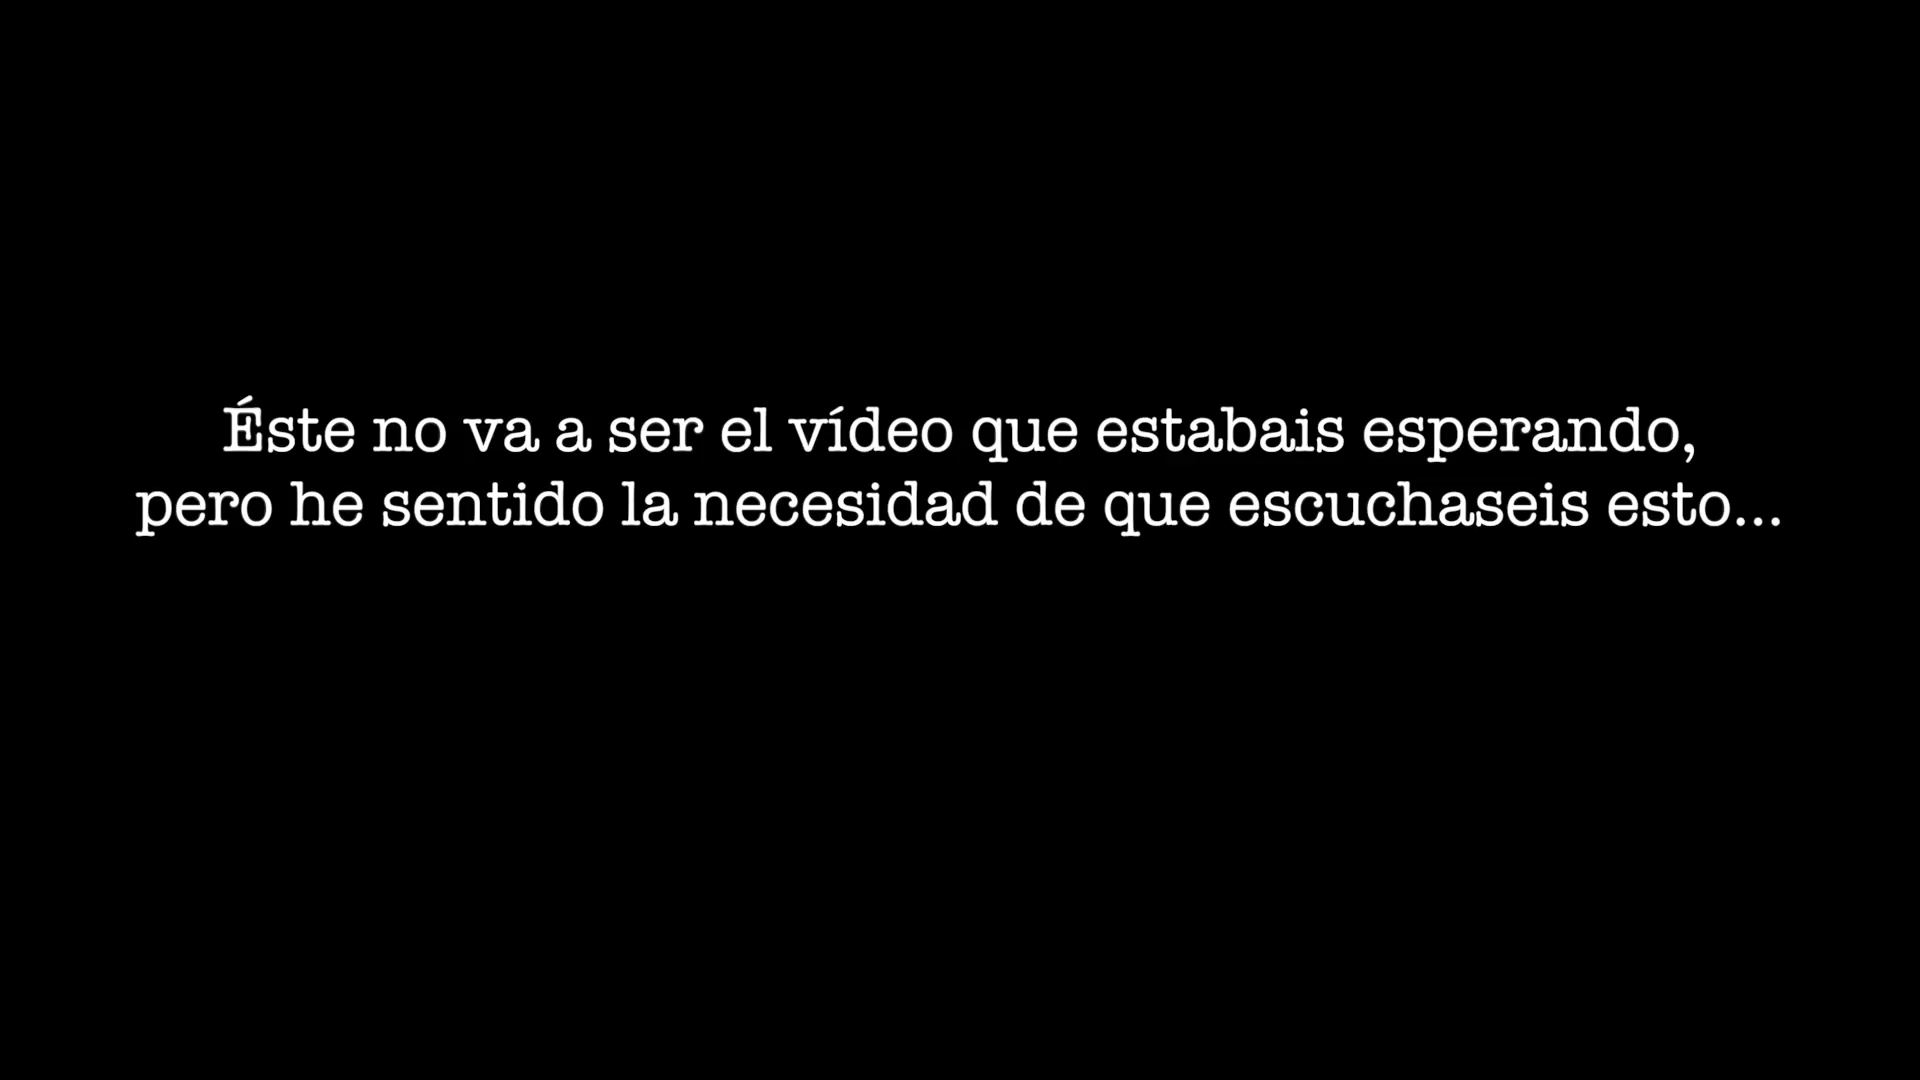 Éste no va a ser el vídeo que estabais esperando,
pero he sentido la necesidad de que escuchaseis esto...